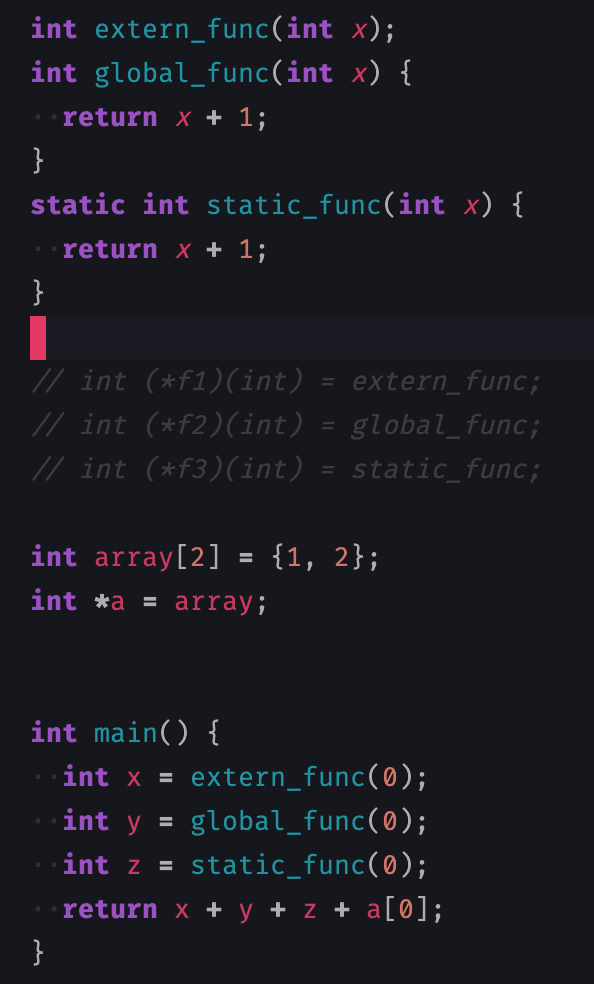 int extern_func(int x);
int global_func(int x) {
  return x + 1;
}
static int static_func(int x) {
  return x + 1;
}
// int (*f1)(int) = extern_func;
// int (*f2)(int) = global_func;
// int (*f3)(int) = static_func;
int array[2] = {1, 2};
int *a = array;
int main() {
  int x = extern_func(0);
  int y = global_func(0);
  int z = static_func(0);
  return x + y + z + a[0];
}